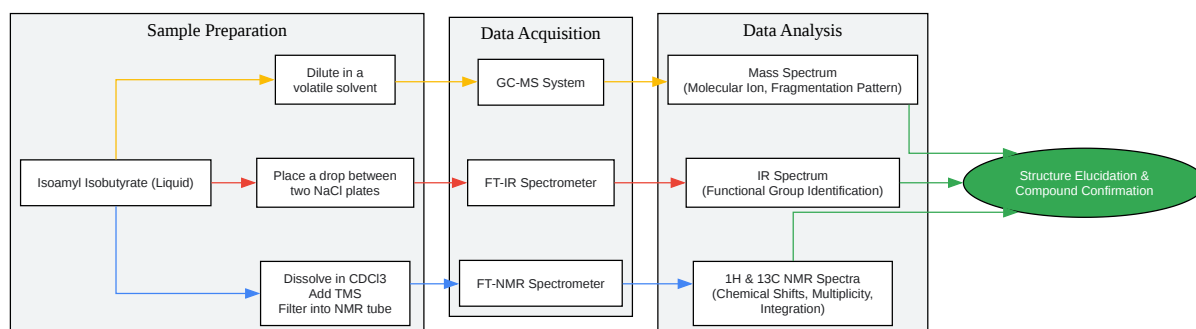 Sample Preparation
Data Acquisition
Data Analysis
Dilute in a
volatile solvent
GC-MS System
Mass Spectrum
(Molecular Ion, Fragmentation Pattern)
Isoamyl Isobutyrate (Liquid)
Place a drop between
two NaCl plates
FT-IR Spectrometer
IR Spectrum
(Functional Group Identification)
Structure Elucidation &
Compound Confirmation
Dissolve in CDCl3
Add TMS
Filter into NMR tube
FT-NMR Spectrometer
1H & 13C NMR Spectra
(Chemical Shifts, Multiplicity,
Integration)